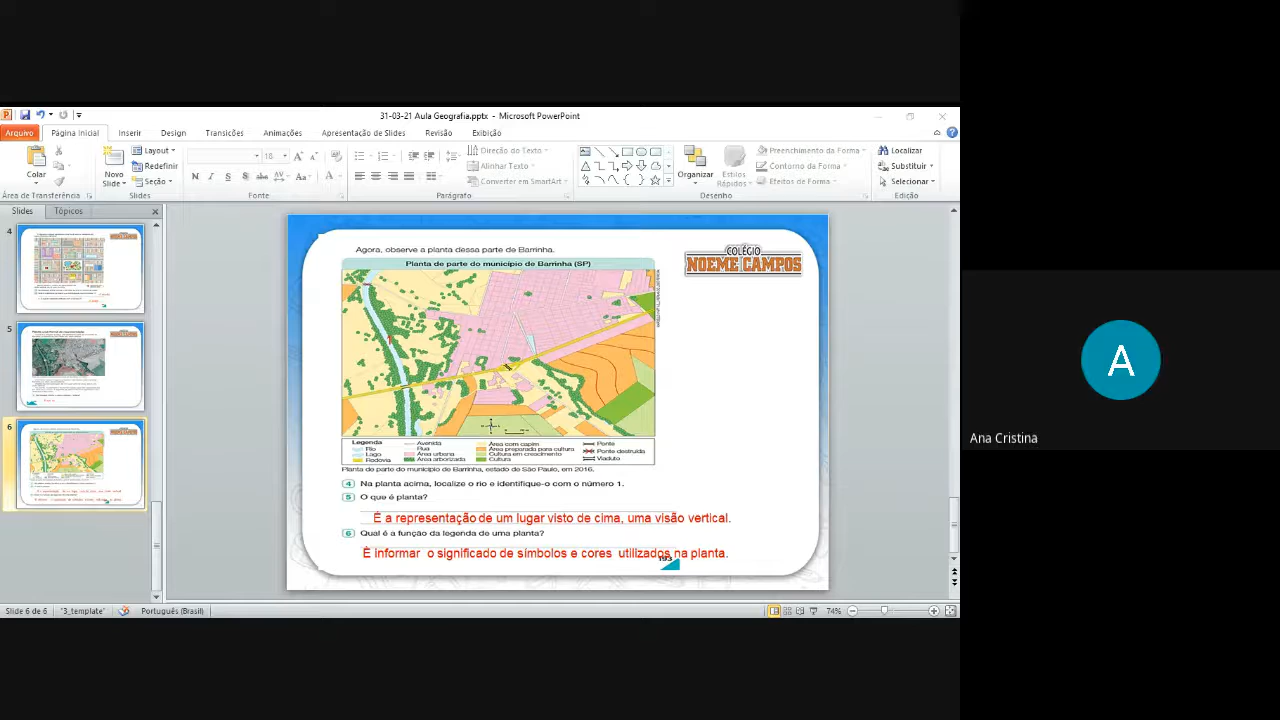 31-03-21 Aula Geografia.pptx - Microsoft PowerPoint
Arquivo Página Inicial Inserir Design Transições Animações Apresentação de Slides Revisão Exibição
Colar
Área de Transferência
Novo Slide
Layout
Redefinir
Seção
Slides
18
Fonte
Parágrafo
Direção do Texto
Alinhar Texto
Converter em SmartArt
Organizar
Estilos Rápidos
Preenchimento da Forma
Contorno da Forma
Efeitos de Forma
Desenho
Localizar
Substituir
Selecionar
Edição
Slides Tópicos
4
5
6
Agora, observe a planta dessa parte de Barrinha.
COLÉGIO
NOEME CAMPOS
Planta de parte do município de Barrinha (SP)
Legenda
Rio
Lago
Rodovia
Avenida
Rua
Área urbana
Área arborizada
Área com capim
Área preparada para cultura
Cultura em crescimento
Cultura
Ponte
Ponte destruída
Viaduto
Planta de parte do município de Barrinha, estado de São Paulo, em 2016.
4 Na planta acima, localize o rio e identifique-o com o número 1.
5 O que é planta?
É a representação de um lugar visto de cima, uma visão vertical.
6 Qual é a função da legenda de uma planta?
É informar o significado de símbolos e cores utilizados na planta.
193
Slide 6 de 6 "3_template" Português (Brasil) 74%
A
Ana Cristina